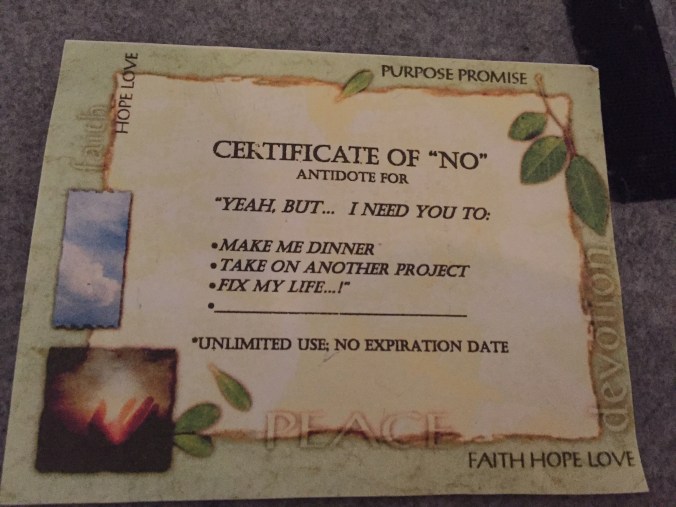 PURPOSE PROMISE
HOPE LOVE
faith
CERTIFICATE OF “NO”
ANTIDOTE FOR
“YEAH, BUT... I NEED YOU TO:
•MAKE ME DINNER
•TAKE ON ANOTHER PROJECT
•FIX MY LIFE...!”
•
*UNLIMITED USE; NO EXPIRATION DATE
devotion
PEACE
FAITH HOPE LOVE